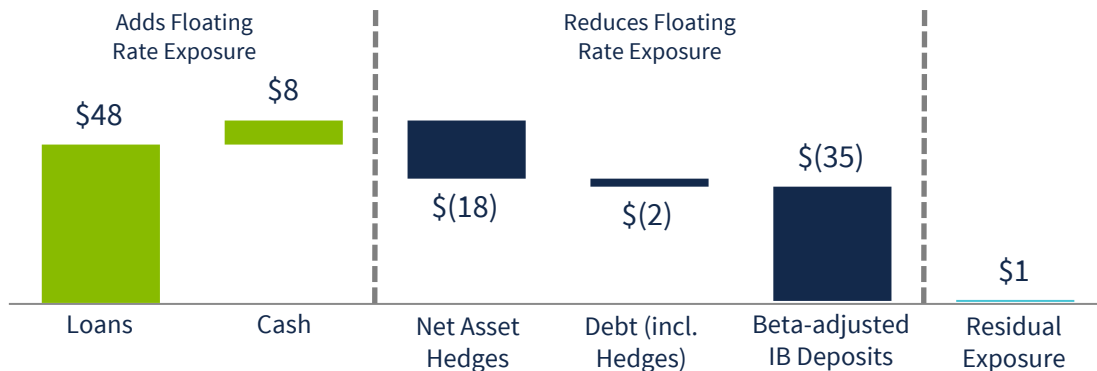 Adds Floating
Rate Exposure
Reduces Floating
Rate Exposure
$48
$8
$(18)
$(2)
$(35)
$1
Loans
Cash
Net Asset
Hedges
Debt (incl.
Hedges)
Beta-adjusted
IB Deposits
Residual
Exposure